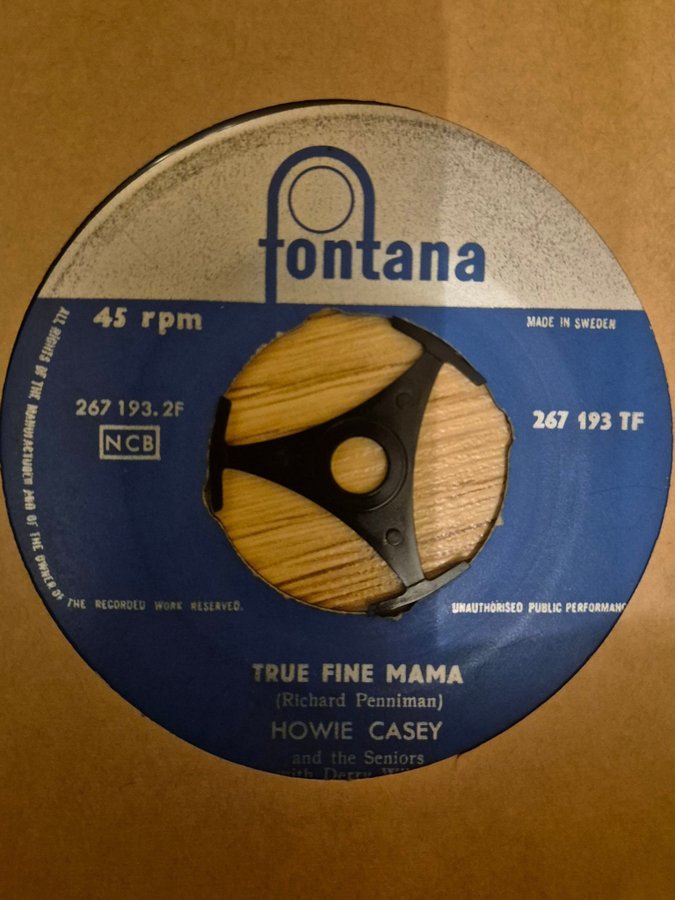 fontana
45 rpm
MADE IN SWEDEN
267 193.2F
NCB
267 193 TF
ALL RIGHTS OF THE MANUFACTURER AND OF THE OWNER OF
THE RECORDED WORK RESERVED.
UNAUTHORISED PUBLIC PERFORMANC
TRUE FINE MAMA
(Richard Penniman)
HOWIE CASEY
and the Seniors
with Derry